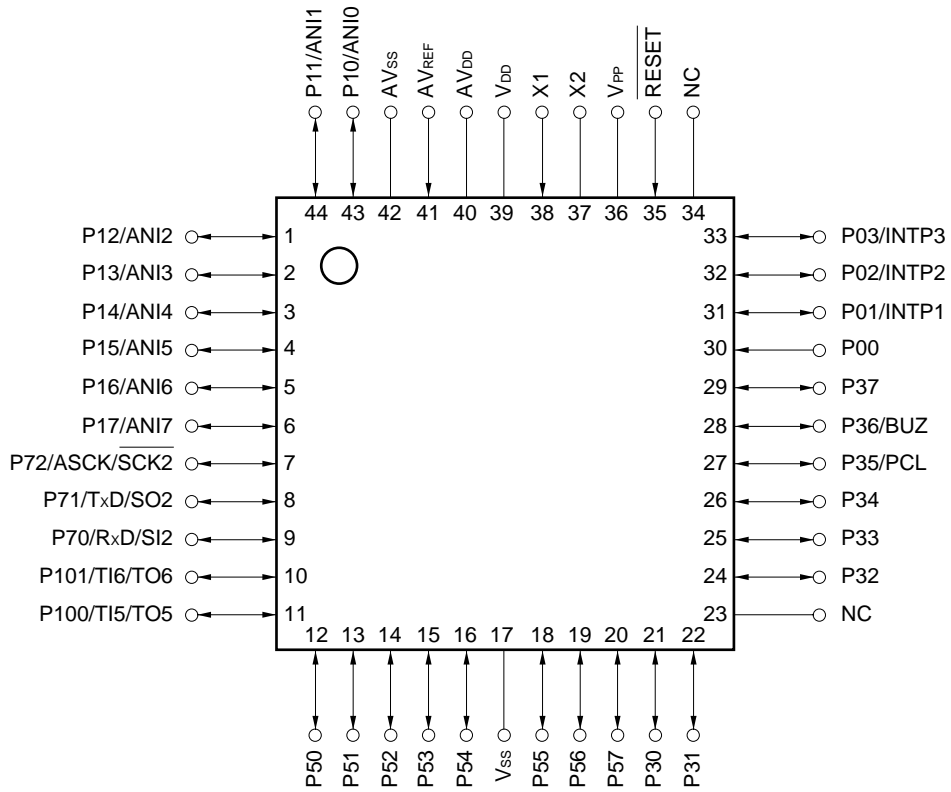 P11/ANI1
P10/ANI0
AVSS
AVREF
AVDD
VDD
X1
X2
VPP
RESET
NC
44 43 42 41 40 39 38 37 36 35 34
P12/ANI2 1
P13/ANI3 2
P14/ANI4 3
P15/ANI5 4
P16/ANI6 5
P17/ANI7 6
P72/ASCK/SCK2 7
P71/TxD/SO2 8
P70/RxD/SI2 9
P101/TI6/TO6 10
P100/TI5/TO5 11
33 P03/INTP3
32 P02/INTP2
31 P01/INTP1
30 P00
29 P37
28 P36/BUZ
27 P35/PCL
26 P34
25 P33
24 P32
23 NC
12 13 14 15 16 17 18 19 20 21 22
P50
P51
P52
P53
P54
VSS
P55
P56
P57
P30
P31